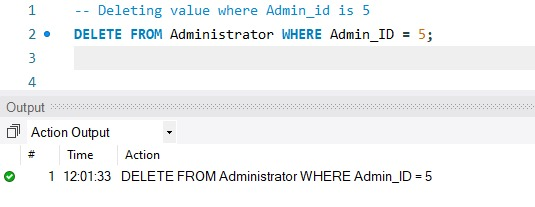 1 -- Deleting value where Admin_id is 5
2 DELETE FROM Administrator WHERE Admin_ID = 5;
3
4
Output
Action Output
# Time Action
1 12:01:33 DELETE FROM Administrator WHERE Admin_ID = 5